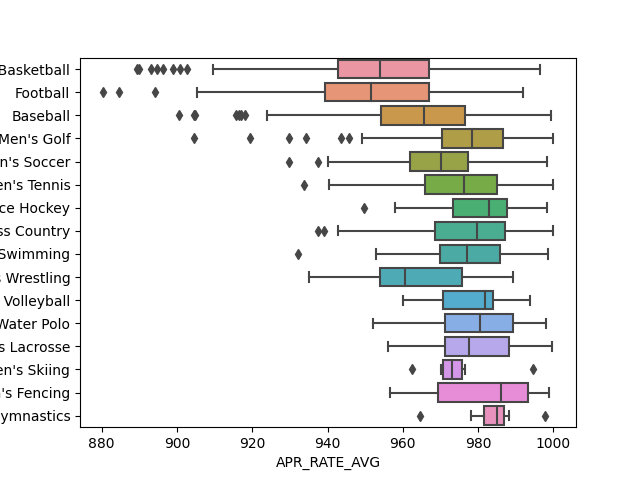 Basketball
Football
Baseball
Men's Golf
n's Soccer
en's Tennis
ce Hockey
ss Country
Swimming
s Wrestling
Volleyball
Water Polo
s Lacrosse
en's Skiing
's Fencing
ymnastics
880 900 920 940 960 980 1000
APR_RATE_AVG